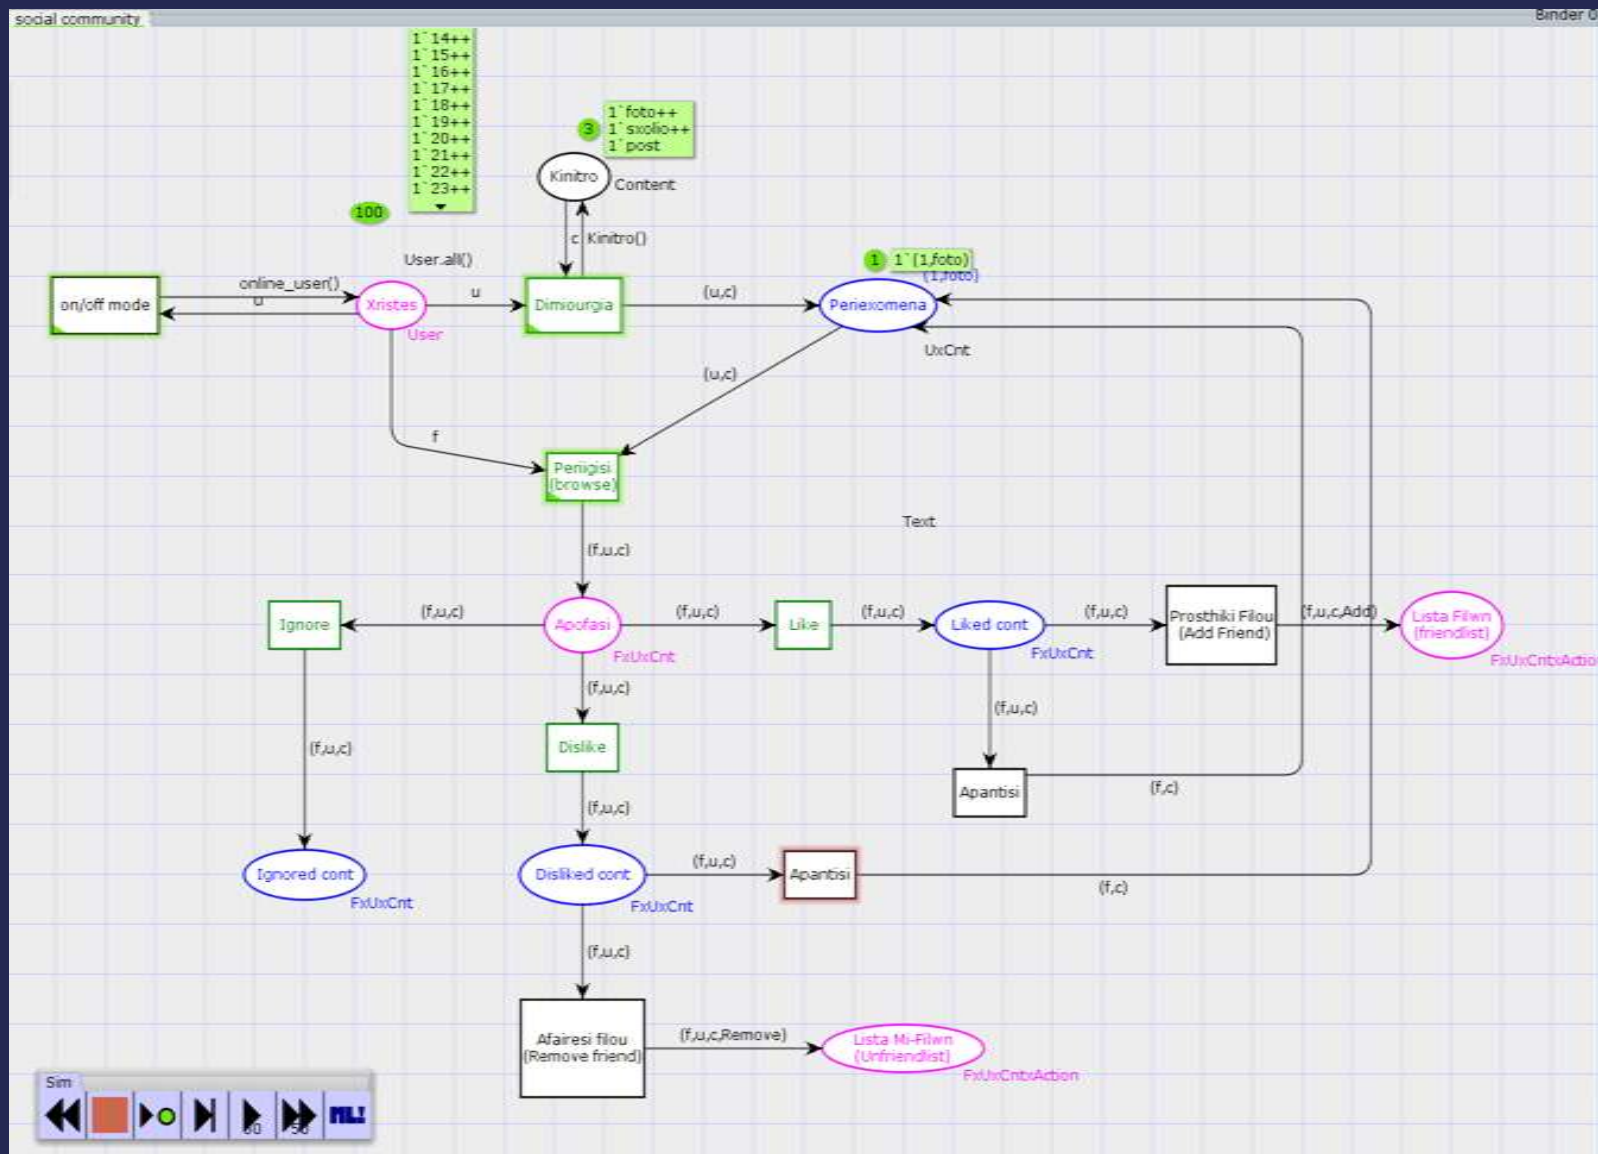 social community
Binder 0
1`14++
1`15++
1`16++
1`17++
1`18++
1`19++
1`20++
1`21++
1`22++
1`23++
3
1`foto++
1`sxolio++
1`post
Kinitro
Content
100
c
Kinitro()
User.all()
1
1`(1,foto)
(1,foto)
on/off mode
online_user()
u
Xristes
User
u
Dimiourgia
(u,c)
Periexomena
UxCnt
(u,c)
f
Periigisi
(browse)
Text
(f,u,c)
Ignore
(f,u,c)
Apofasi
FxUxCnt
(f,u,c)
Like
(f,u,c)
Liked cont
FxUxCnt
(f,u,c)
Prosthiki Filou
(Add Friend)
(f,u,c,Add)
Lista Filwn
(friendlist)
FxUxCntxAction
(f,u,c)
(f,u,c)
(f,u,c)
Dislike
Apantisi
(f,c)
(f,u,c)
Ignored cont
FxUxCnt
Disliked cont
FxUxCnt
(f,u,c)
Apantisi
(f,c)
(f,u,c)
Afairesi filou
(Remove friend)
(f,u,c,Remove)
Lista Mi-Filwn
(Unfriendlist)
FxUxCntxAction
Sim
50
ML!